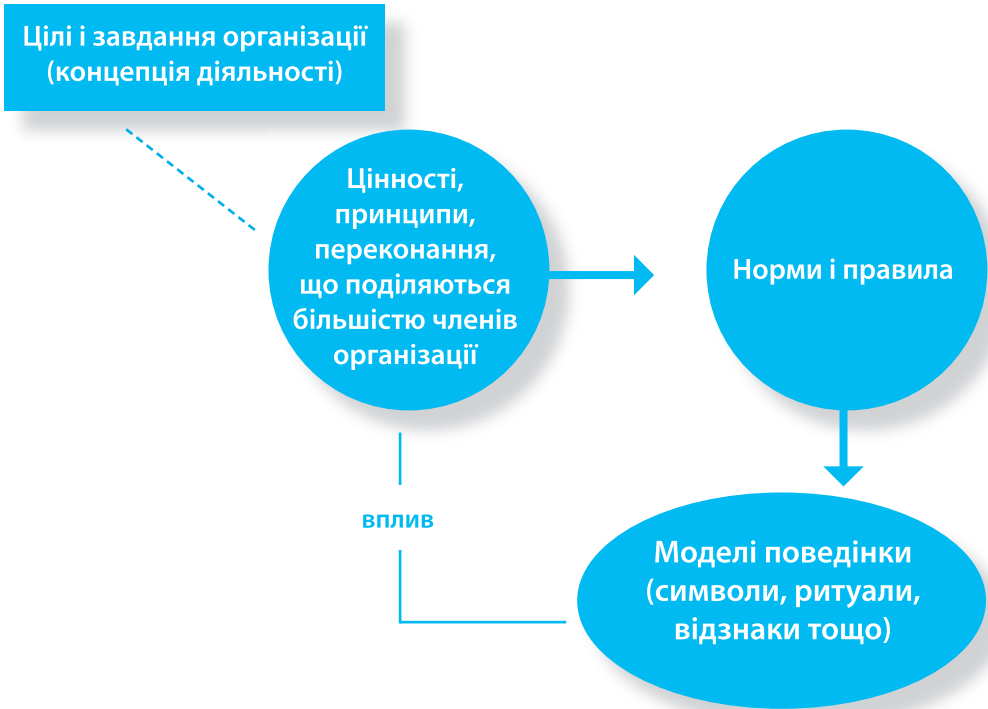 Цілі і завдання організації
(концепція діяльності)
Цінності,
принципи,
переконання,
що поділяються
більшістю членів
організації
Норми і правила
вплив
Моделі поведінки
(символи, ритуали,
відзнаки тощо)